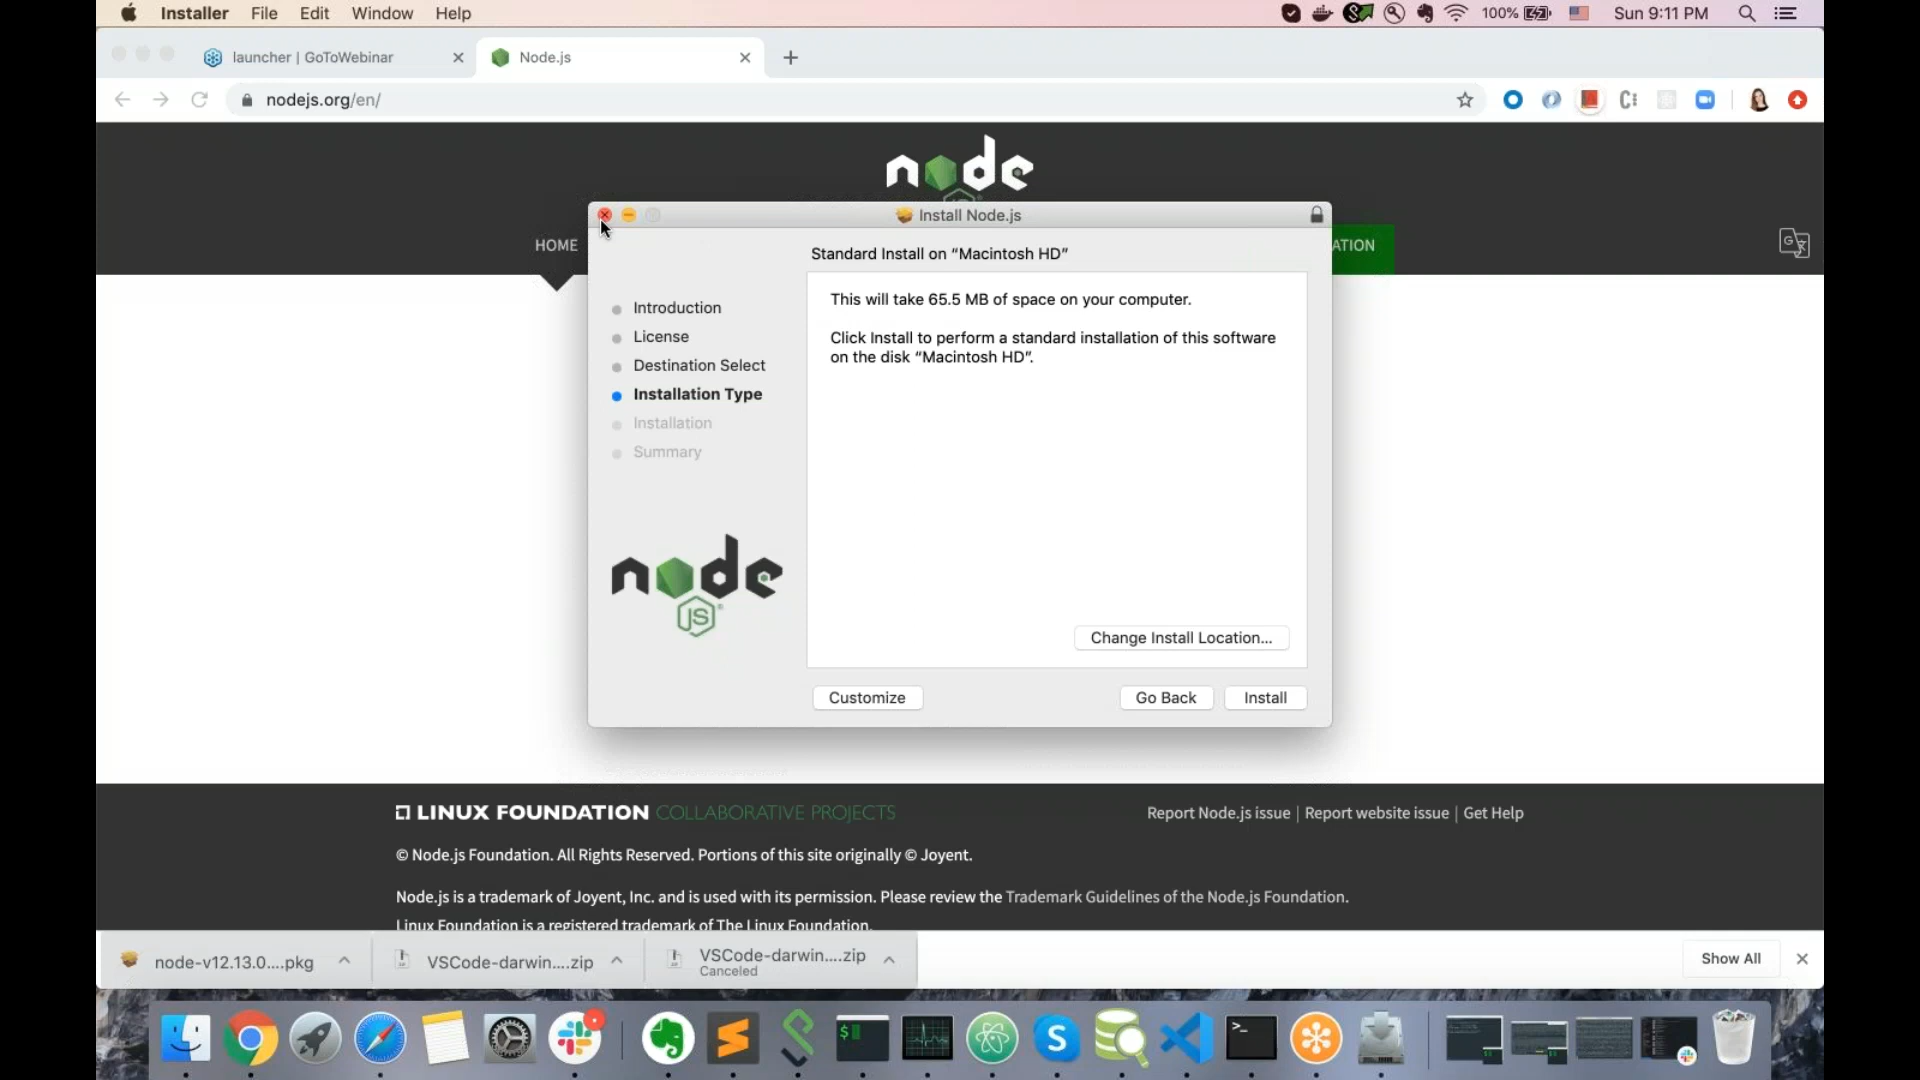 Installer File Edit Window Help 100% Sun 9:11 PM
launcher | GoToWebinar Node.js
nodejs.org/en/
node
Install Node.js
HOME ATION
Standard Install on “Macintosh HD”
This will take 65.5 MB of space on your computer.
Click Install to perform a standard installation of this software
on the disk “Macintosh HD”.
Introduction
License
Destination Select
Installation Type
Installation
Summary
node
JS
Change Install Location...
Customize Go Back Install
LINUX FOUNDATION COLLABORATIVE PROJECTS
Report Node.js issue | Report website issue | Get Help
© Node.js Foundation. All Rights Reserved. Portions of this site originally © Joyent.
Node.js is a trademark of Joyent, Inc. and is used with its permission. Please review the Trademark Guidelines of the Node.js Foundation.
Linux Foundation is a registered trademark of The Linux Foundation.
node-v12.13.0....pkg VSCode-darwin....zip VSCode-darwin....zip Show All
Canceled